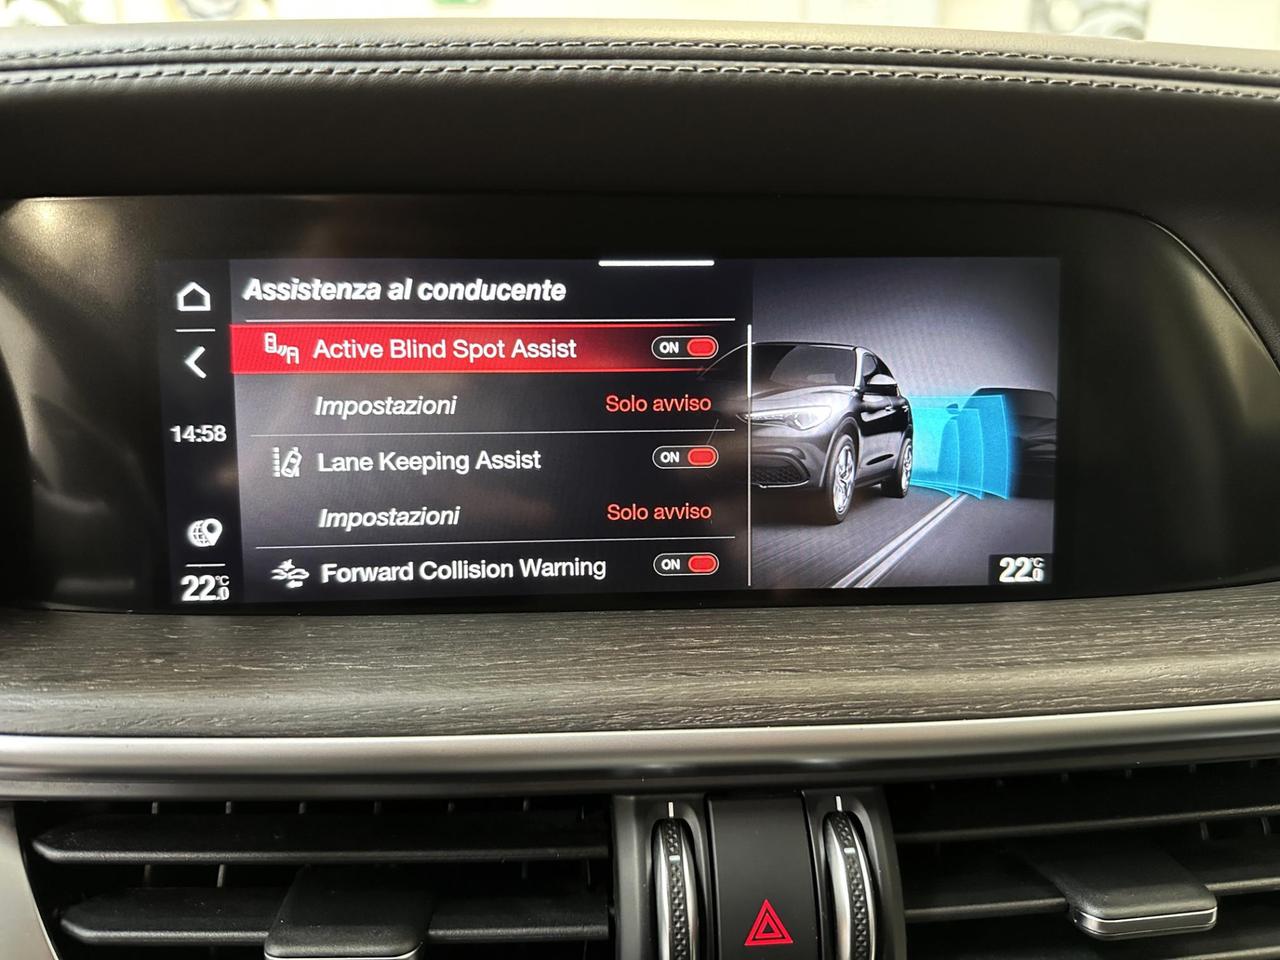 Assistenza al conducente
Active Blind Spot Assist ON
Impostazioni Solo avviso
14:58
Lane Keeping Assist ON
Impostazioni Solo avviso
Forward Collision Warning ON
22.0°C
22.0°C